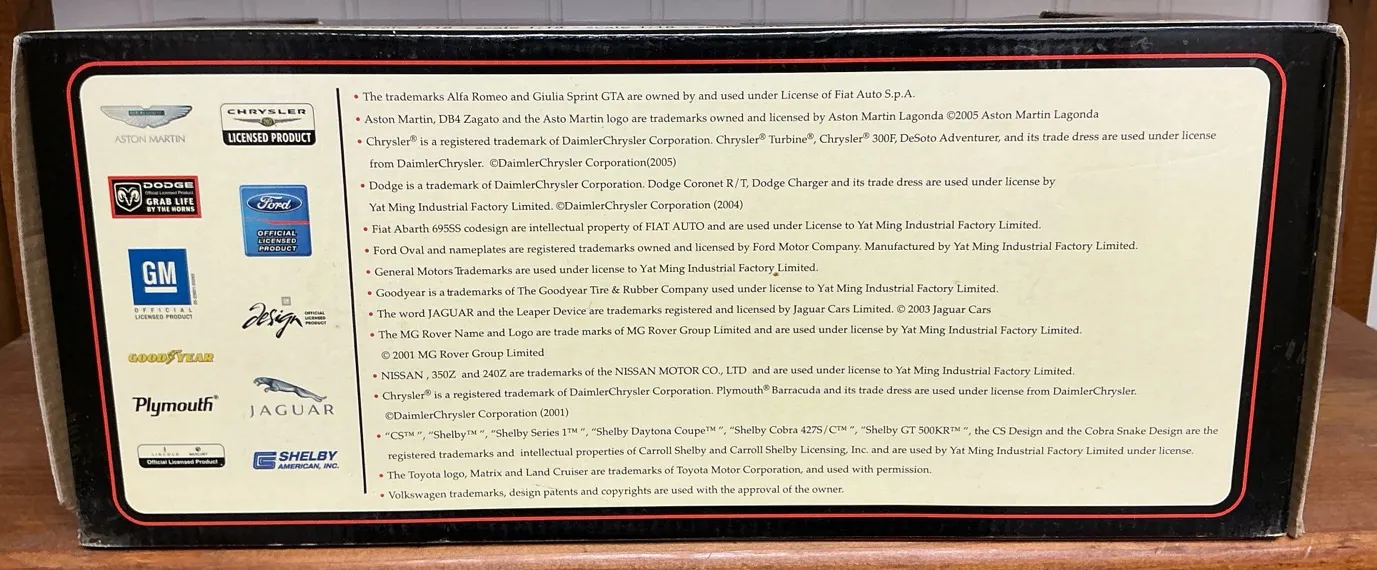 ASTON MARTIN
CHRYSLER
LICENSED PRODUCT
DODGE
Official Licensed Product
GRAB LIFE
BY THE HORNS
Ford
OFFICIAL
LICENSED
PRODUCT
GM
OFFICIAL
LICENSED PRODUCT
design OFFICIAL LICENSED PRODUCT
GOODYEAR
Plymouth®
JAGUAR
LINCOLN MERCURY
Official Licensed Product
SHELBY
AMERICAN, INC.
• The trademarks Alfa Romeo and Giulia Sprint GTA are owned by and used under License of Fiat Auto S.p.A.
• Aston Martin, DB4 Zagato and the Asto Martin logo are trademarks owned and licensed by Aston Martin Lagonda ©2005 Aston Martin Lagonda
• Chrysler® is a registered trademark of DaimlerChrysler Corporation. Chrysler® Turbine®, Chrysler® 300F, DeSoto Adventurer, and its trade dress are used under license
from DaimlerChrysler. ©DaimlerChrysler Corporation(2005)
• Dodge is a trademark of DaimlerChrysler Corporation. Dodge Coronet R/T, Dodge Charger and its trade dress are used under license by
Yat Ming Industrial Factory Limited. ©DaimlerChrysler Corporation (2004)
• Fiat Abarth 695SS codesign are intellectual property of FIAT AUTO and are used under License to Yat Ming Industrial Factory Limited.
• Ford Oval and nameplates are registered trademarks owned and licensed by Ford Motor Company. Manufactured by Yat Ming Industrial Factory Limited.
• General Motors Trademarks are used under license to Yat Ming Industrial Factory Limited.
• Goodyear is a trademarks of The Goodyear Tire & Rubber Company used under license to Yat Ming Industrial Factory Limited.
• The word JAGUAR and the Leaper Device are trademarks registered and licensed by Jaguar Cars Limited. © 2003 Jaguar Cars
• The MG Rover Name and Logo are trade marks of MG Rover Group Limited and are used under license by Yat Ming Industrial Factory Limited.
© 2001 MG Rover Group Limited
• NISSAN , 350Z and 240Z are trademarks of the NISSAN MOTOR CO., LTD and are used under license to Yat Ming Industrial Factory Limited.
• Chrysler® is a registered trademark of DaimlerChrysler Corporation. Plymouth® Barracuda and its trade dress are used under license from DaimlerChrysler.
©DaimlerChrysler Corporation (2001)
• "CS™ ", "Shelby™ ", "Shelby Series 1™ ", "Shelby Daytona Coupe™ ", "Shelby Cobra 427S/C™ ", "Shelby GT 500KR™ ", the CS Design and the Cobra Snake Design are the
registered trademarks and intellectual properties of Carroll Shelby and Carroll Shelby Licensing, Inc. and are used by Yat Ming Industrial Factory Limited under license.
• The Toyota logo, Matrix and Land Cruiser are trademarks of Toyota Motor Corporation, and used with permission.
• Volkswagen trademarks, design patents and copyrights are used with the approval of the owner.